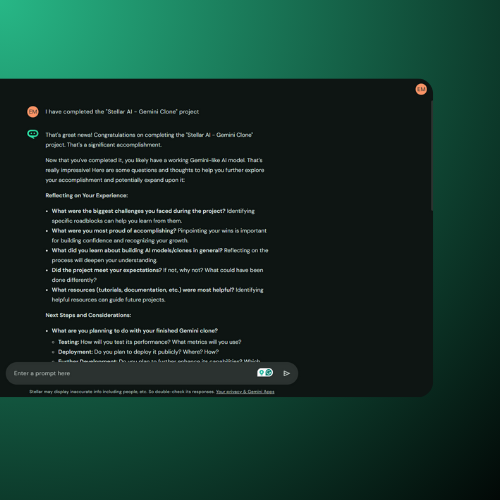 EM
EM I have completed the "Stellar AI - Gemini Clone" project
That's great news! Congratulations on completing the "Stellar AI - Gemini Clone"
project. That's a significant accomplishment.
Now that you've completed it, you likely have a working Gemini-like AI model. That's
really impressive! Here are some questions and thoughts to help you further explore
your accomplishment and potentially expand upon it:
Reflecting on Your Experience:
• What were the biggest challenges you faced during the project? Identifying
specific roadblocks can help you learn from them.
• What were you most proud of accomplishing? Pinpointing your wins is important
for building confidence and recognizing your growth.
• What did you learn about building AI models/clones in general? Reflecting on the
process will deepen your understanding.
• Did the project meet your expectations? If not, why not? What could have been
done differently?
• What resources (tutorials, documentation, etc.) were most helpful? Identifying
helpful resources can guide future projects.
Next Steps and Considerations:
• What are you planning to do with your finished Gemini clone?
Testing: How will you test its performance? What metrics will you use?
Deployment: Do you plan to deploy it publicly? Where? How?
Further Development: Do you plan to further enhance its capabilities? Which
Enter a prompt here
Stellar may display inaccurate info including people, etc. So double-check its responses. Your privacy & Gemini Apps